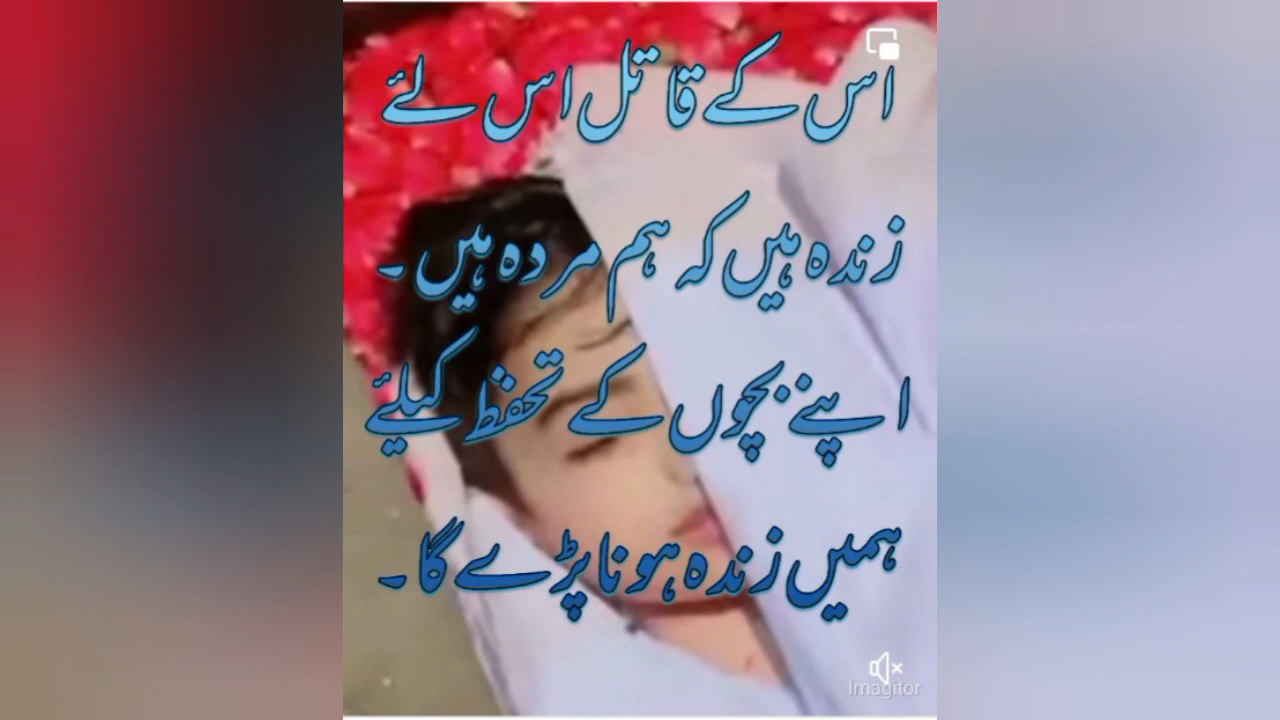 اس کے قاتل اس لئے
زندہ ہیں کہ ہم مردہ ہیں۔
اپنے بچوں کے تحفظ کیلئے
ہمیں زندہ ہونا پڑے گا۔
Imagitor